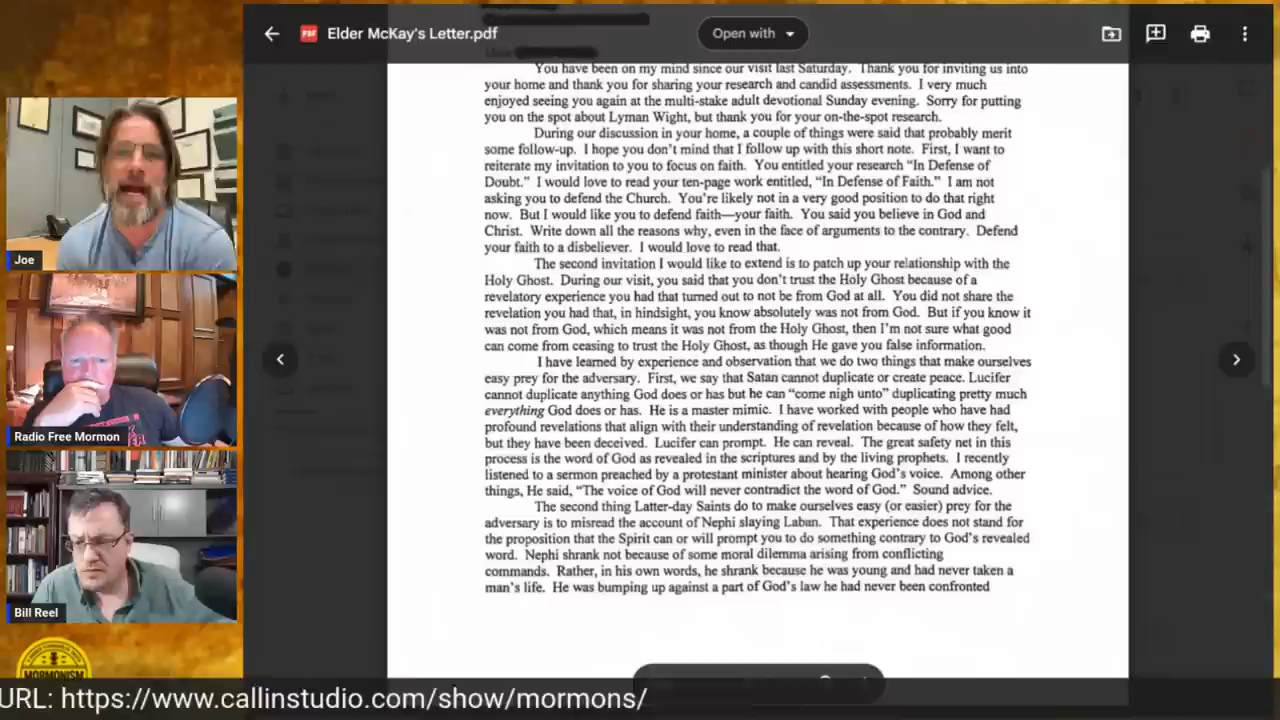 Elder McKay's Letter.pdf
Open with
You have been on my mind since our visit last Saturday. Thank you for inviting us into
your home and thank you for sharing your research and candid assessments. I very much
enjoyed seeing you again at the multi-stake adult devotional Sunday evening. Sorry for putting
you on the spot about Lyman Wight, but thank you for your on-the-spot research.
During our discussion in your home, a couple of things were said that probably merit
some follow-up. I hope you don't mind that I follow up with this short note. First, I want to
reiterate my invitation to you to focus on faith. You entitled your research "In Defense of
Doubt." I would love to read your ten-page work entitled, "In Defense of Faith." I am not
asking you to defend the Church. You're likely not in a very good position to do that right
now. But I would like you to defend faith—your faith. You said you believe in God and
Christ. Write down all the reasons why, even in the face of arguments to the contrary. Defend
your faith to a disbeliever. I would love to read that.
The second invitation I would like to extend is to patch up your relationship with the
Holy Ghost. During our visit, you said that you don't trust the Holy Ghost because of a
revelatory experience you had that turned out to not be from God at all. You did not share the
revelation you had that, in hindsight, you know absolutely was not from God. But if you know it
was not from God, which means it was not from the Holy Ghost, then I'm not sure what good
can come from ceasing to trust the Holy Ghost, as though He gave you false information.
I have learned by experience and observation that we do two things that make ourselves
easy prey for the adversary. First, we say that Satan cannot duplicate or create peace. Lucifer
cannot duplicate anything God does or has but he can "come nigh unto" duplicating pretty much
everything God does or has. He is a master mimic. I have worked with people who have had
profound revelations that align with their understanding of revelation because of how they felt,
but they have been deceived. Lucifer can prompt. He can reveal. The great safety net in this
process is the word of God as revealed in the scriptures and by the living prophets. I recently
listened to a sermon preached by a protestant minister about hearing God's voice. Among other
things, He said, "The voice of God will never contradict the word of God." Sound advice.
The second thing Latter-day Saints do to make ourselves easy (or easier) prey for the
adversary is to misread the account of Nephi slaying Laban. That experience does not stand for
the proposition that the Spirit can or will prompt you to do something contrary to God's revealed
word. Nephi shrank not because of some moral dilemma arising from conflicting
commands. Rather, in his own words, he shrank because he was young and had never taken a
man's life. He was bumping up against a part of God's law he had never been confronted
Joe
Radio Free Mormon
Bill Reel
MORMONISM
URL: https://www.callinstudio.com/show/mormons/